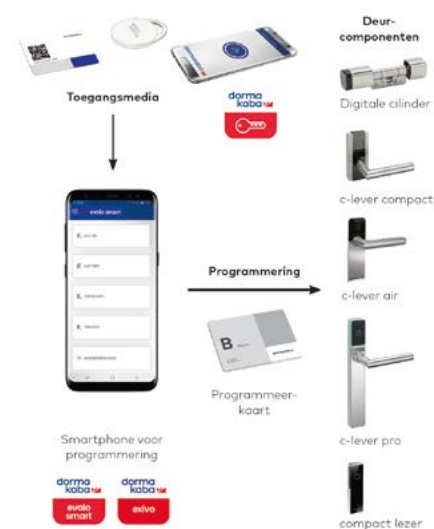 Deur-
componenten
Toegangsmedia
dorma
kaba
Digitale cilinder
c-lever compact
evolo smart
Programmering
c-lever air
B
Programmeer-
kaart
c-lever pro
Smartphone voor
programmering
dorma
kaba
evolo
smart
dorma
kaba
exivo
compact lezer